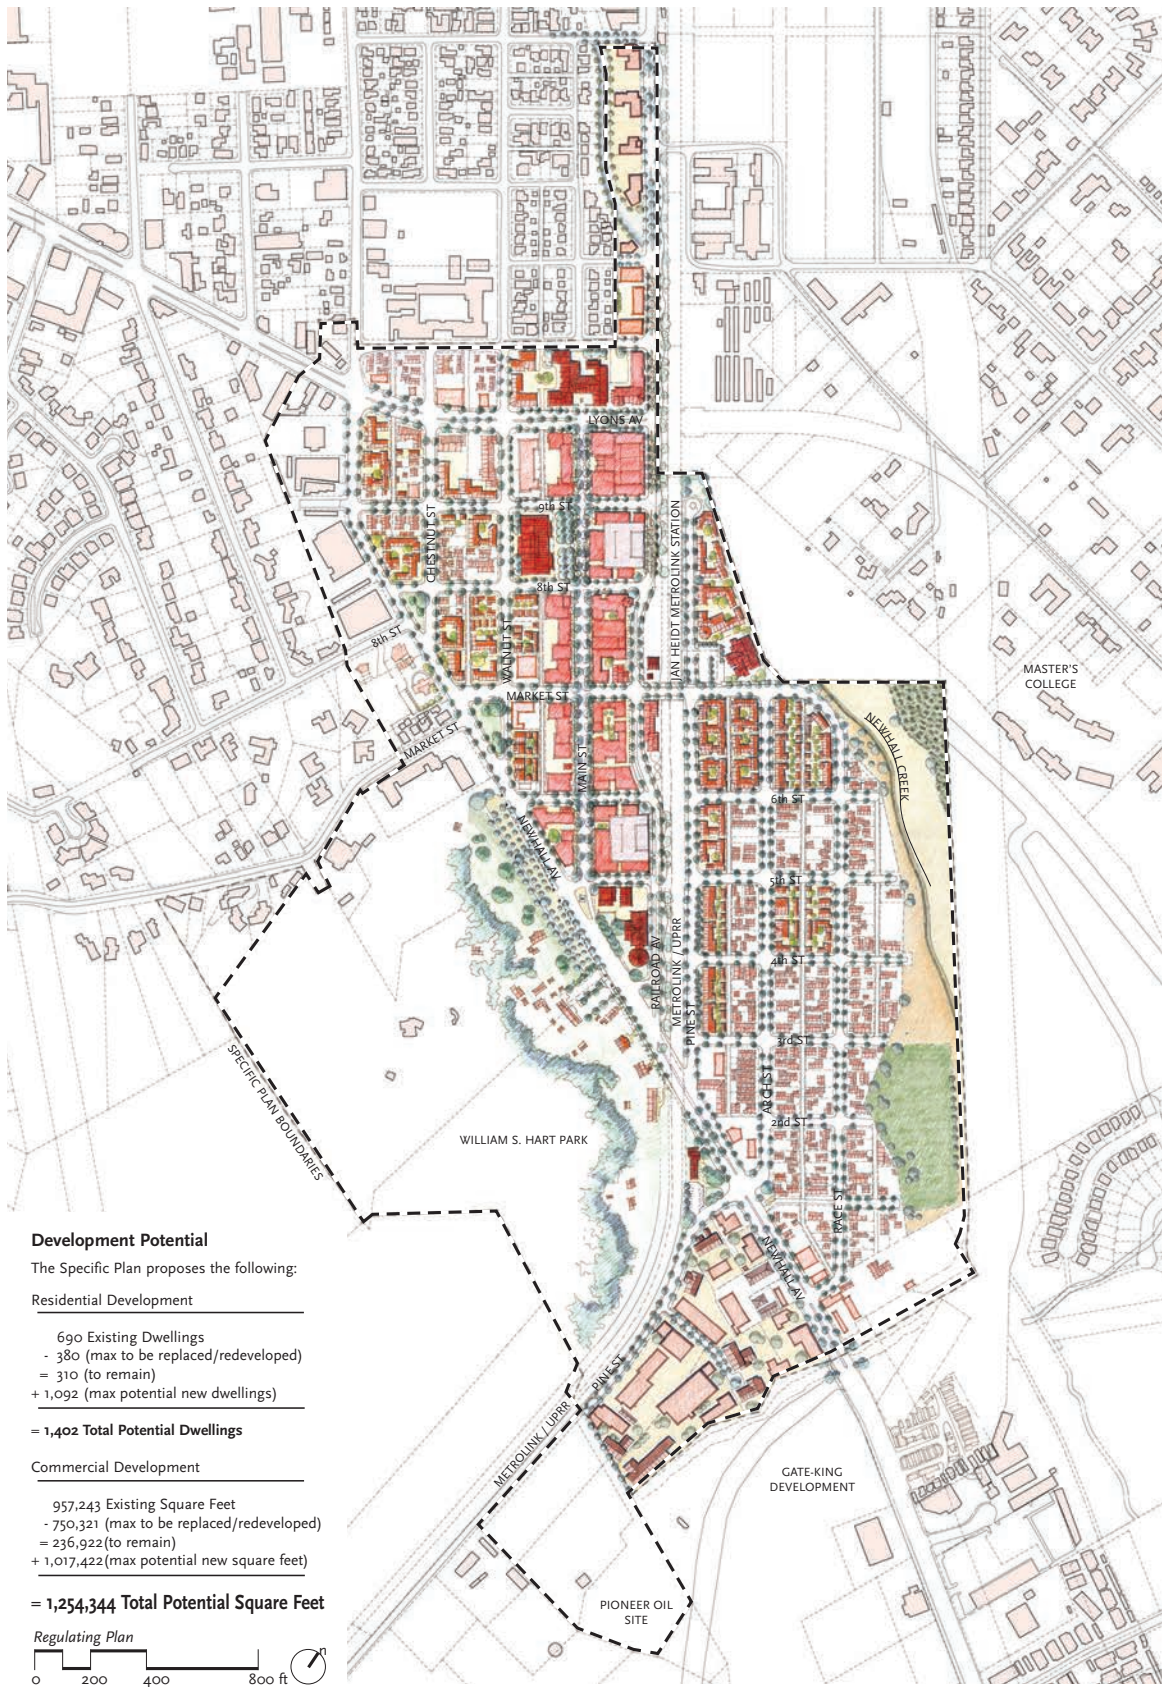 LYONS AV
9th ST
CHESTNUT ST
JAN HEIDT METROLINK STATION
8th ST
8th ST
WALNUT ST
MASTER'S
COLLEGE
MARKET ST
MARKET ST
NEWHALL CREEK
MAIN ST
6th ST
NEWHALL AV
5th ST
RAILROAD AV
METROLINK / UPRR
4th ST
PINE ST
3rd ST
SPECIFIC PLAN BOUNDARIES
ARCH ST
2nd ST
WILLIAM S. HART PARK
RACE ST
NEWHALL AV
PINE ST
METROLINK / UPRR
GATE-KING
DEVELOPMENT
PIONEER OIL
SITE
Development Potential
The Specific Plan proposes the following:
Residential Development
690 Existing Dwellings
- 380 (max to be replaced/redeveloped)
= 310 (to remain)
+ 1,092 (max potential new dwellings)
= 1,402 Total Potential Dwellings
Commercial Development
957,243 Existing Square Feet
- 750,321 (max to be replaced/redeveloped)
= 236,922(to remain)
+ 1,017,422(max potential new square feet)
= 1,254,344 Total Potential Square Feet
Regulating Plan
0 200 400 800 ft
n